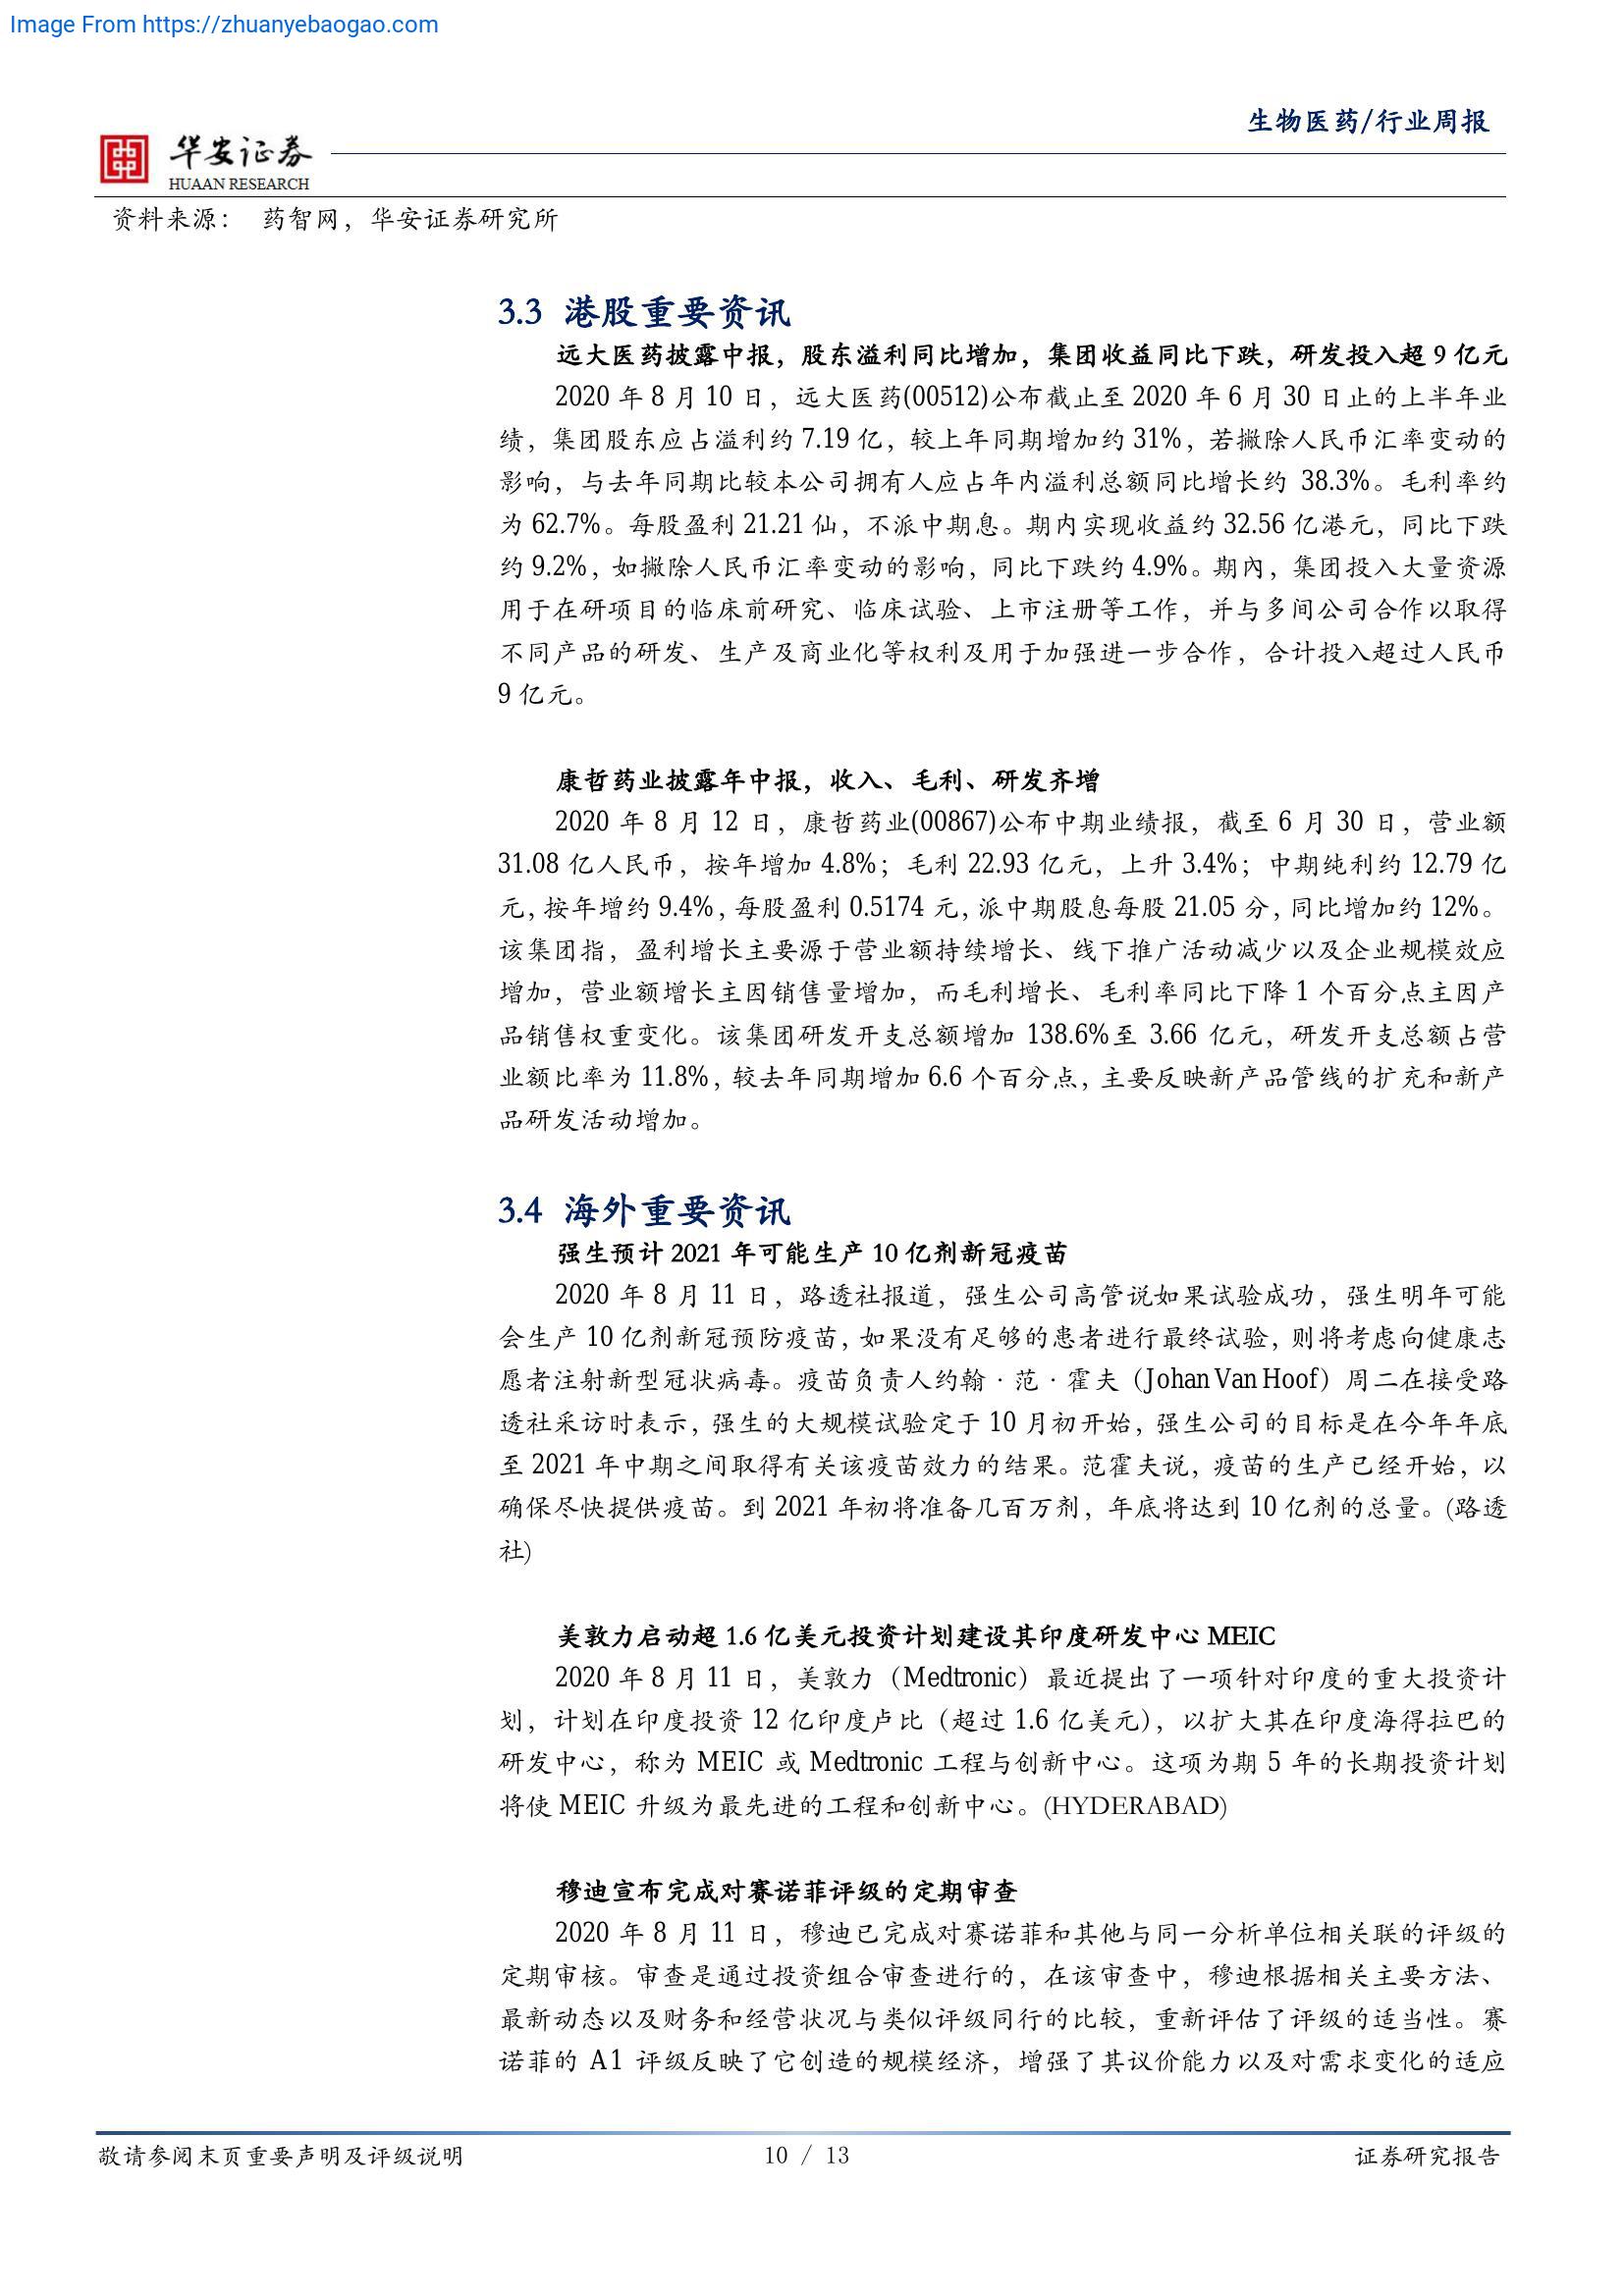 Image From https://zhuanyebaogao.com
生物医药/行业周报
华安证券
HUAAN RESEARCH
资料来源： 药智网，华安证券研究所
3.3 港股重要资讯
远大医药披露中报，股东溢利同比增加，集团收益同比下跌，研发投入超 9 亿元
2020 年 8 月 10 日，远大医药(00512)公布截止至 2020 年 6 月 30 日止的上半年业
绩，集团股东应占溢利约 7.19 亿，较上年同期增加约 31%，若撇除人民币汇率变动的
影响，与去年同期比较本公司拥有人应占年内溢利总额同比增长约 38.3%。毛利率约
为 62.7%。每股盈利 21.21 仙，不派中期息。期内实现收益约 32.56 亿港元，同比下跌
约 9.2%，如撇除人民币汇率变动的影响，同比下跌约 4.9%。期內，集团投入大量资源
用于在研项目的临床前研究、临床试验、上市注册等工作，并与多间公司合作以取得
不同产品的研发、生产及商业化等权利及用于加强进一步合作，合计投入超过人民币
9 亿元。
康哲药业披露年中报，收入、毛利、研发齐增
2020 年 8 月 12 日，康哲药业(00867)公布中期业绩报，截至 6 月 30 日，营业额
31.08 亿人民币，按年增加 4.8%；毛利 22.93 亿元，上升 3.4%；中期纯利约 12.79 亿
元，按年增约 9.4%，每股盈利 0.5174 元，派中期股息每股 21.05 分，同比增加约 12%。
该集团指，盈利增长主要源于营业额持续增长、线下推广活动减少以及企业规模效应
增加，营业额增长主因销售量增加，而毛利增长、毛利率同比下降 1 个百分点主因产
品销售权重变化。该集团研发开支总额增加 138.6%至 3.66 亿元，研发开支总额占营
业额比率为 11.8%，较去年同期增加 6.6 个百分点，主要反映新产品管线的扩充和新产
品研发活动增加。
3.4 海外重要资讯
强生预计 2021 年可能生产 10 亿剂新冠疫苗
2020 年 8 月 11 日，路透社报道，强生公司高管说如果试验成功，强生明年可能
会生产 10 亿剂新冠预防疫苗，如果没有足够的患者进行最终试验，则将考虑向健康志
愿者注射新型冠状病毒。疫苗负责人约翰·范·霍夫（Johan Van Hoof）周二在接受路
透社采访时表示，强生的大规模试验定于 10 月初开始，强生公司的目标是在今年年底
至 2021 年中期之间取得有关该疫苗效力的结果。范霍夫说，疫苗的生产已经开始，以
确保尽快提供疫苗。到 2021 年初将准备几百万剂，年底将达到 10 亿剂的总量。(路透
社)
美敦力启动超 1.6 亿美元投资计划建设其印度研发中心 MEIC
2020 年 8 月 11 日，美敦力（Medtronic）最近提出了一项针对印度的重大投资计
划，计划在印度投资 12 亿印度卢比（超过 1.6 亿美元），以扩大其在印度海得拉巴的
研发中心，称为 MEIC 或 Medtronic 工程与创新中心。这项为期 5 年的长期投资计划
将使 MEIC 升级为最先进的工程和创新中心。(HYDERABAD)
穆迪宣布完成对赛诺菲评级的定期审查
2020 年 8 月 11 日，穆迪已完成对赛诺菲和其他与同一分析单位相关联的评级的
定期审核。审查是通过投资组合审查进行的，在该审查中，穆迪根据相关主要方法、
最新动态以及财务和经营状况与类似评级同行的比较，重新评估了评级的适当性。赛
诺菲的 A1 评级反映了它创造的规模经济，增强了其议价能力以及对需求变化的适应
敬请参阅末页重要声明及评级说明
10 / 13
证券研究报告